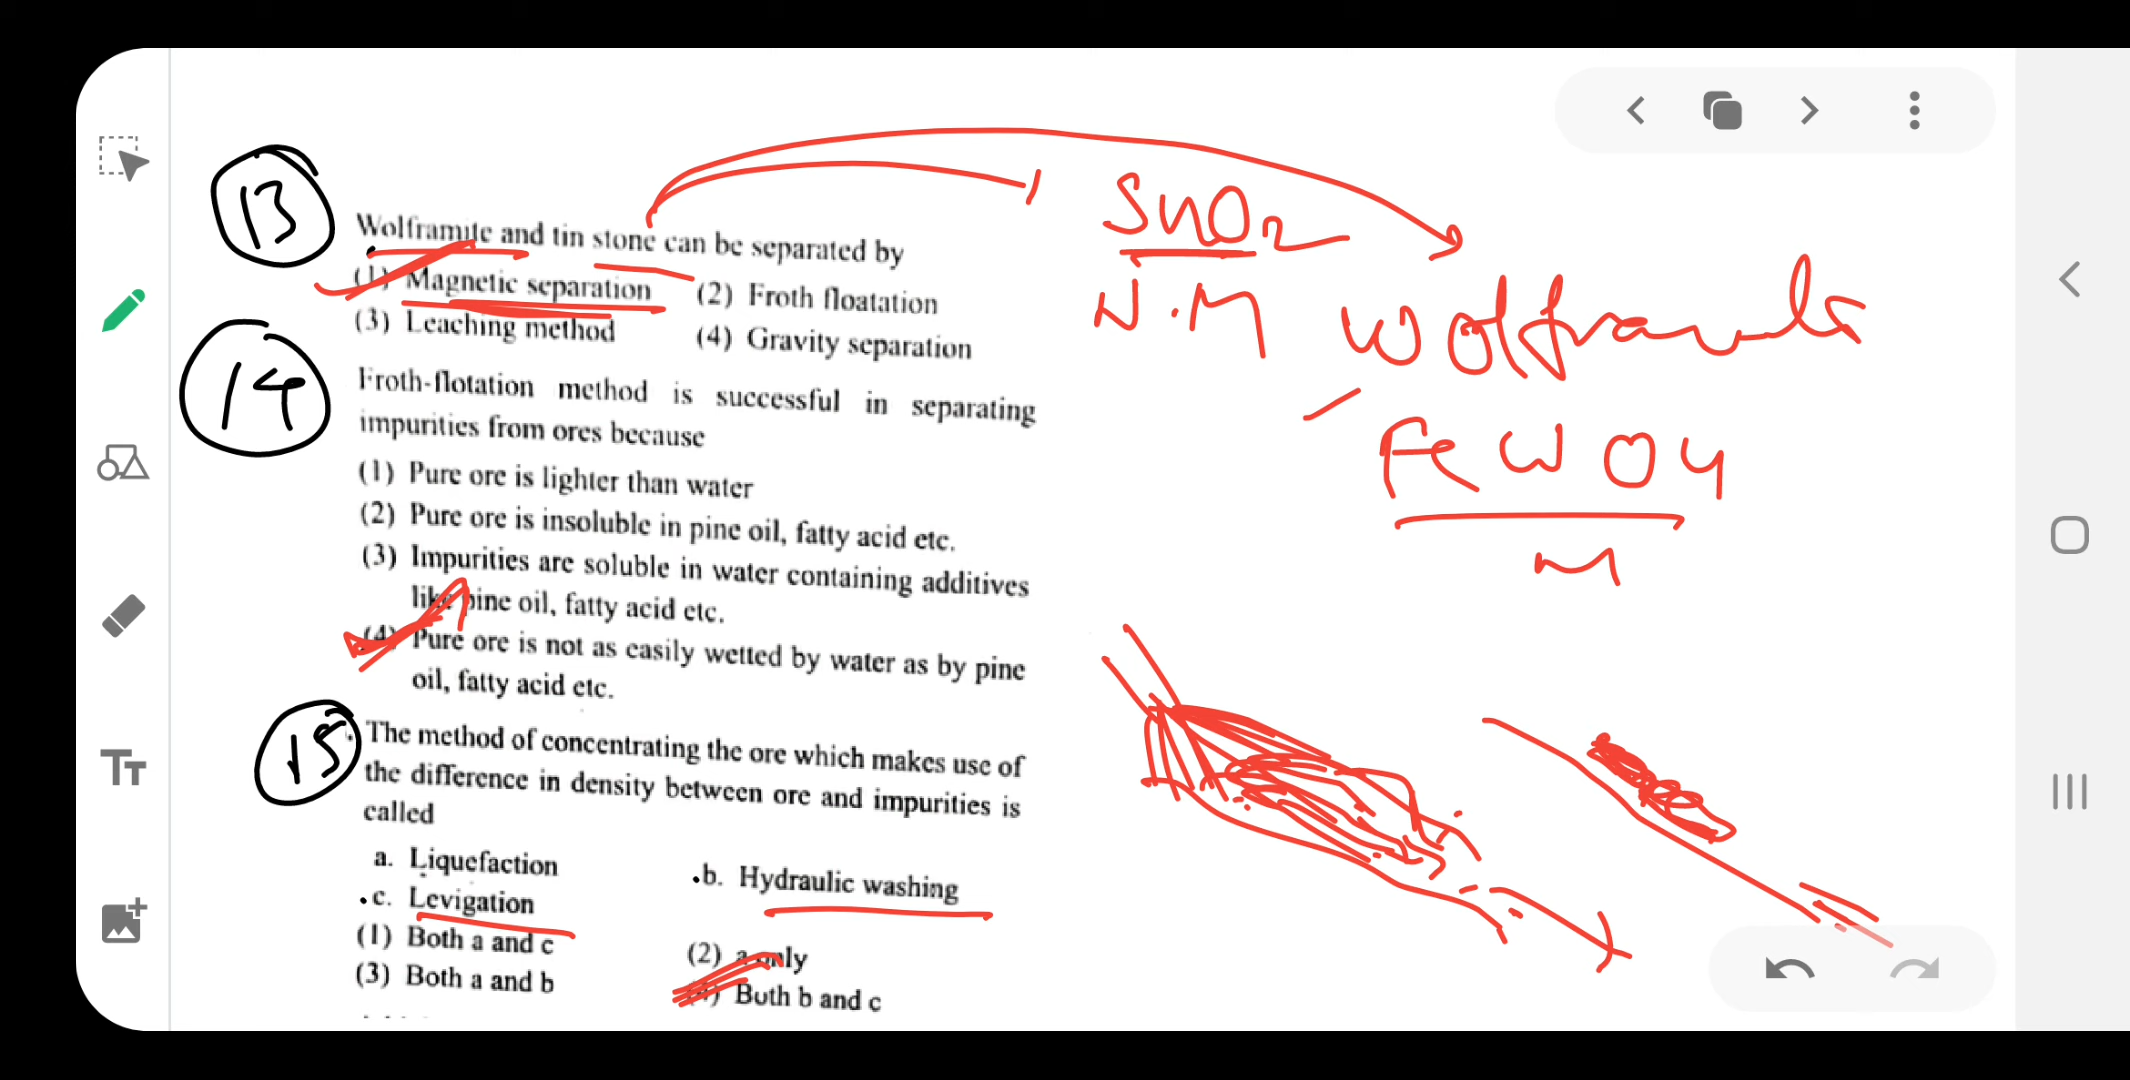 13
Wolframite and tin stone can be separated by
(1) Magnetic separation (2) Froth floatation
(3) Leaching method (4) Gravity separation
SnO2
N.M
Wolframite
FeWO4
M
14
Froth-flotation method is successful in separating
impurities from ores because
(1) Pure ore is lighter than water
(2) Pure ore is insoluble in pine oil, fatty acid etc.
(3) Impurities are soluble in water containing additives
like pine oil, fatty acid etc.
(4) Pure ore is not as easily wetted by water as by pine
oil, fatty acid etc.
15
The method of concentrating the ore which makes use of
the difference in density between ore and impurities is
called
a. Liquefaction b. Hydraulic washing
c. Levigation
(1) Both a and c (2) a only
(3) Both a and b (4) Both b and c
TT